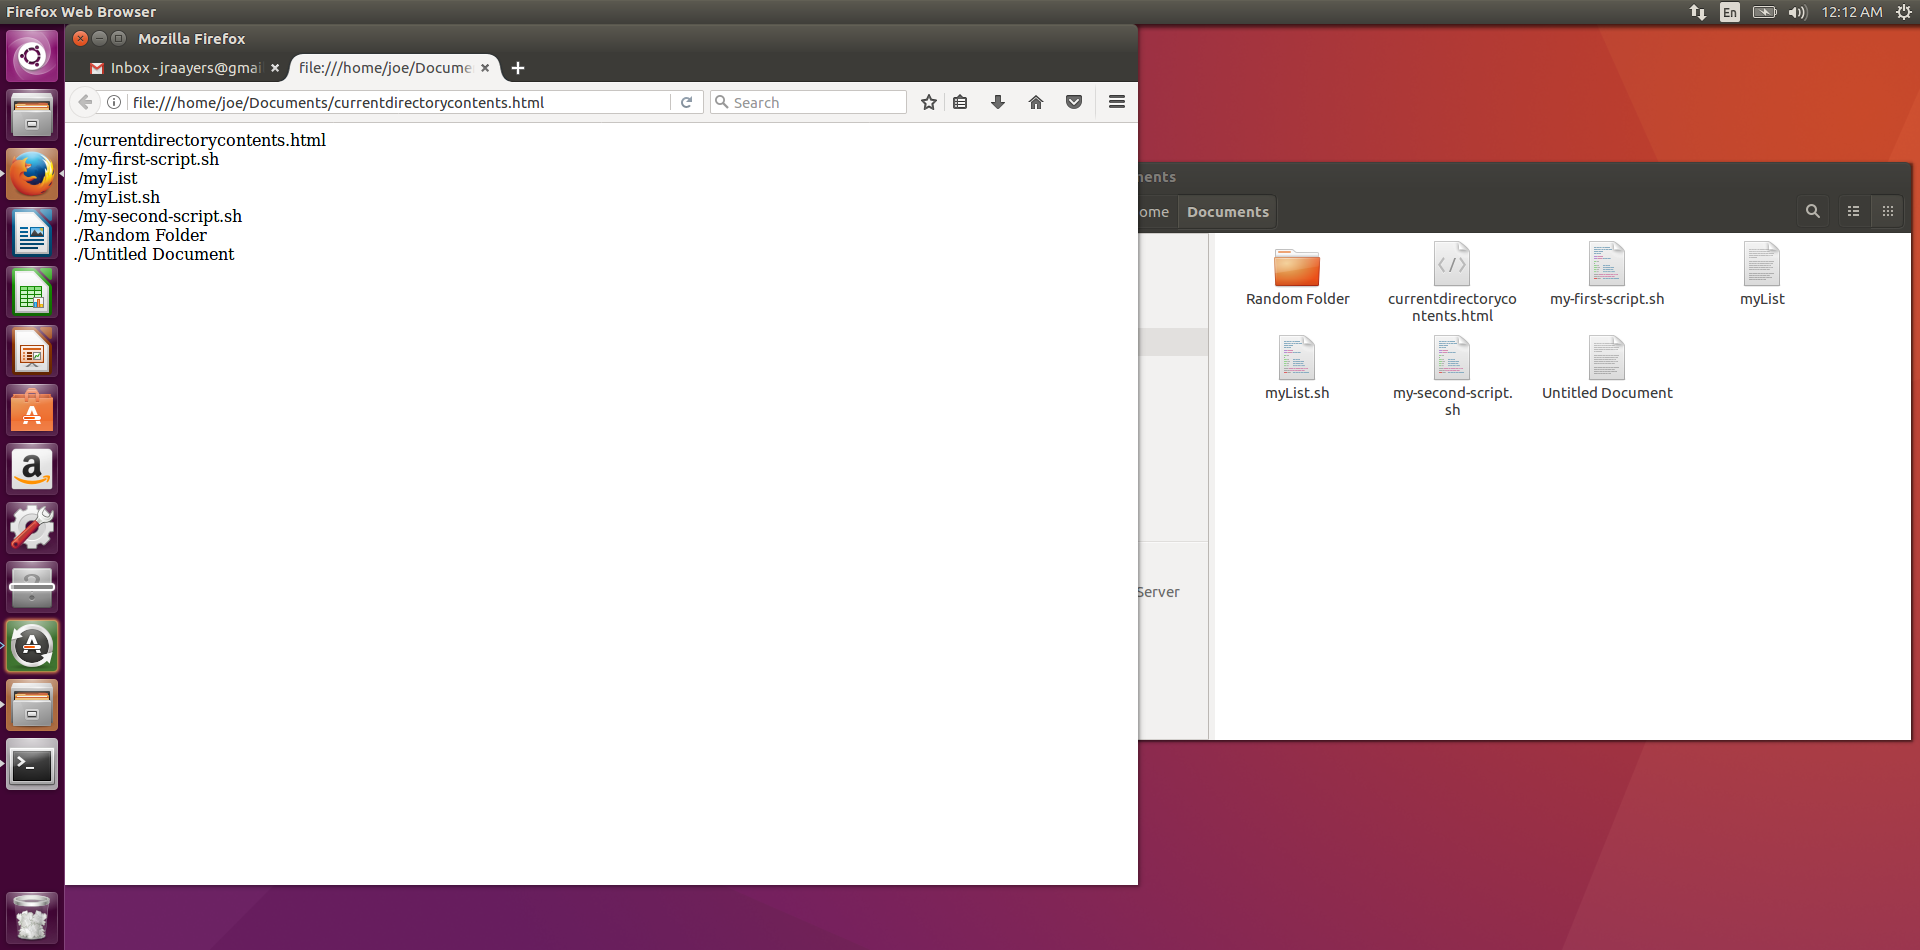 Firefox Web Browser
En
12:12 AM
Mozilla Firefox
Inbox - jraayers@gmai
file:///home/joe/Docume
file:///home/joe/Documents/currentdirectorycontents.html
Search
./currentdirectorycontents.html
./my-first-script.sh
./myList
./myList.sh
./my-second-script.sh
./Random Folder
./Untitled Document
ments
ome
Documents
Random Folder
currentdirectoryco
ntents.html
my-first-script.sh
myList
myList.sh
my-second-script.
sh
Untitled Document
Server